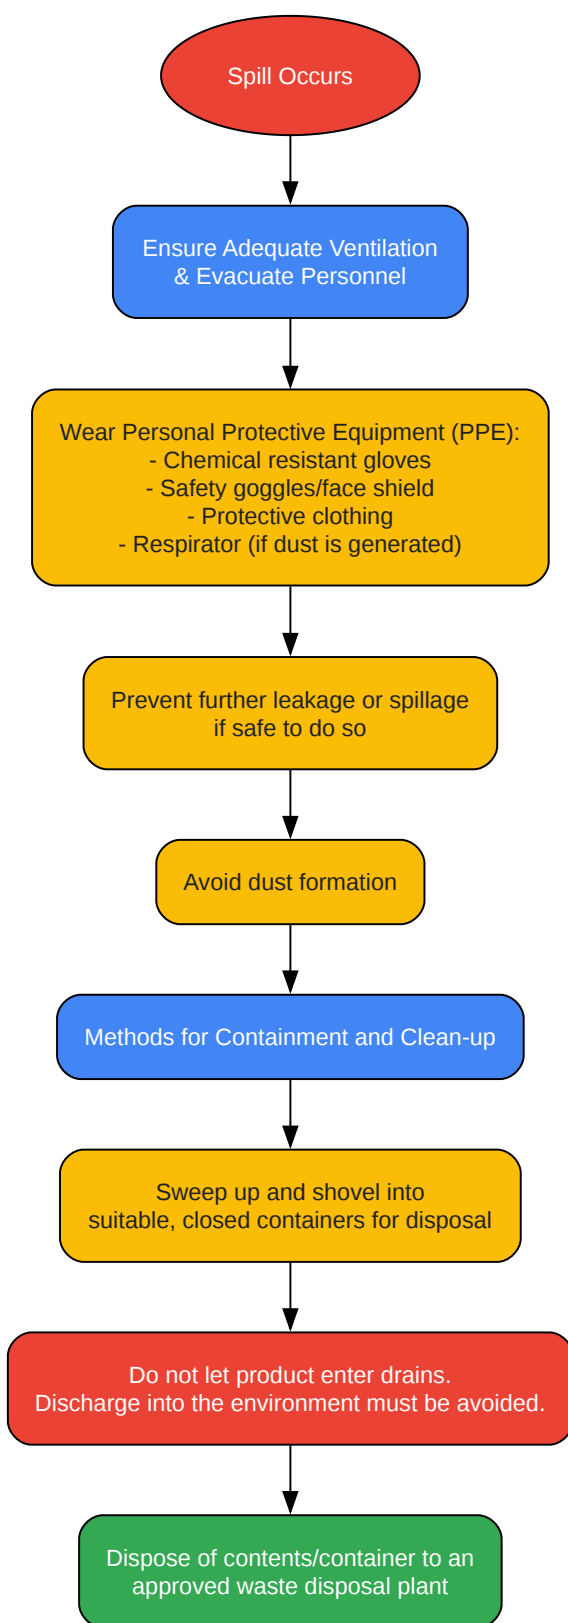 Spill Occurs
Ensure Adequate Ventilation
& Evacuate Personnel
Wear Personal Protective Equipment (PPE):
- Chemical resistant gloves
- Safety goggles/face shield
- Protective clothing
- Respirator (if dust is generated)
Prevent further leakage or spillage
if safe to do so
Avoid dust formation
Methods for Containment and Clean-up
Sweep up and shovel into
suitable, closed containers for disposal
Do not let product enter drains.
Discharge into the environment must be avoided.
Dispose of contents/container to an
approved waste disposal plant